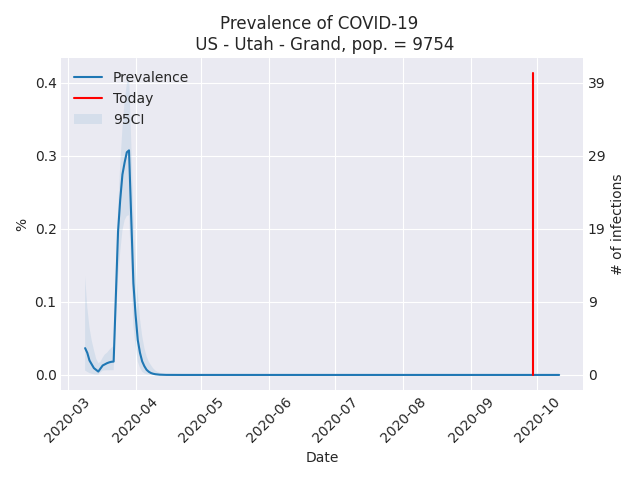 Prevalence of COVID-19
US - Utah - Grand, pop. = 9754
Prevalence
Today
95CI
0.4
0.3
0.2
0.1
0.0
%
39
29
19
9
0
# of infections
2020-03
2020-04
2020-05
2020-06
2020-07
2020-08
2020-09
2020-10
Date